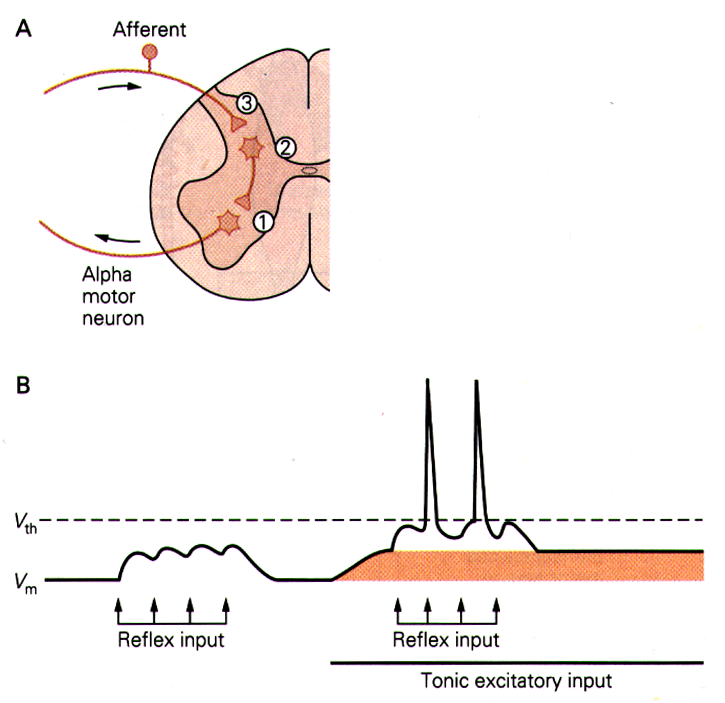 A
Afferent
3
2
1
Alpha
motor
neuron
B
Vth
Vm
Reflex input
Reflex input
Tonic excitatory input